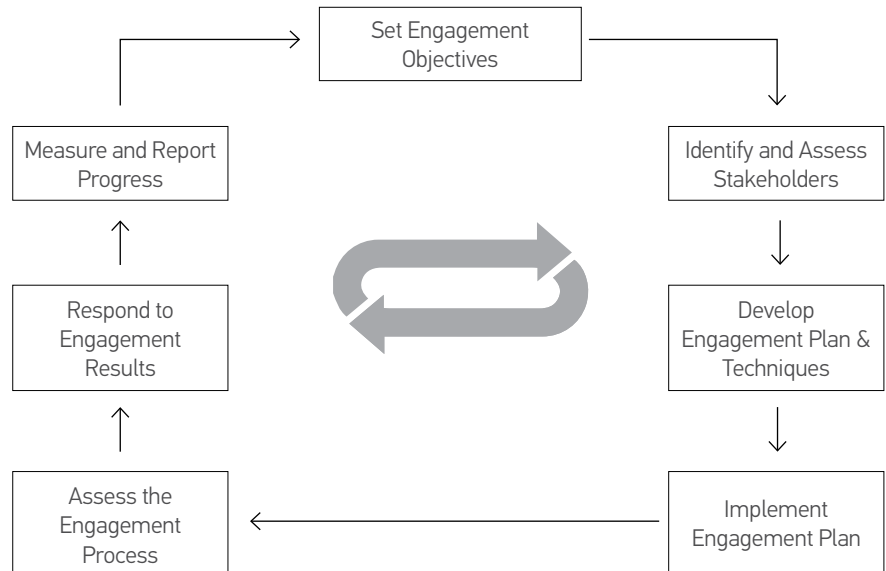 Set Engagement
Objectives
Identify and Assess
Stakeholders
Develop
Engagement Plan &
Techniques
Implement
Engagement Plan
Assess the
Engagement
Process
Respond to
Engagement
Results
Measure and Report
Progress